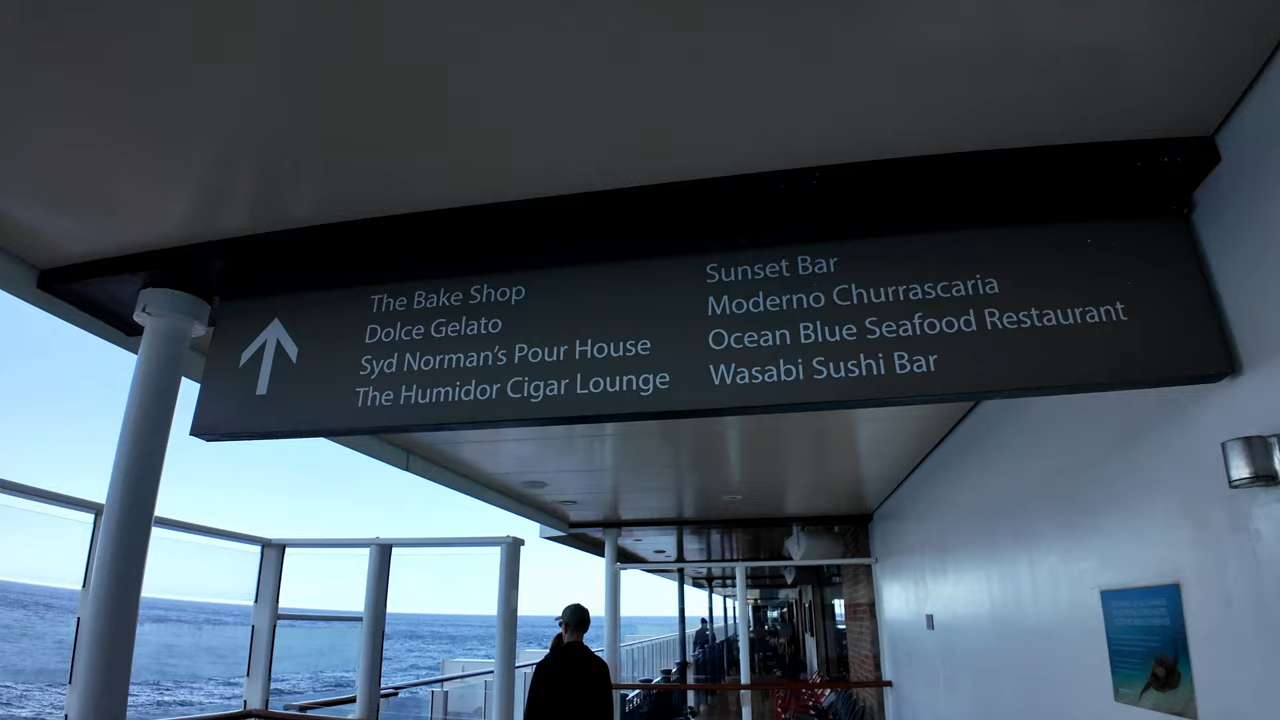 The Bake Shop
Dolce Gelato
Syd Norman's Pour House
The Humidor Cigar Lounge
Sunset Bar
Moderno Churrascaria
Ocean Blue Seafood Restaurant
Wasabi Sushi Bar